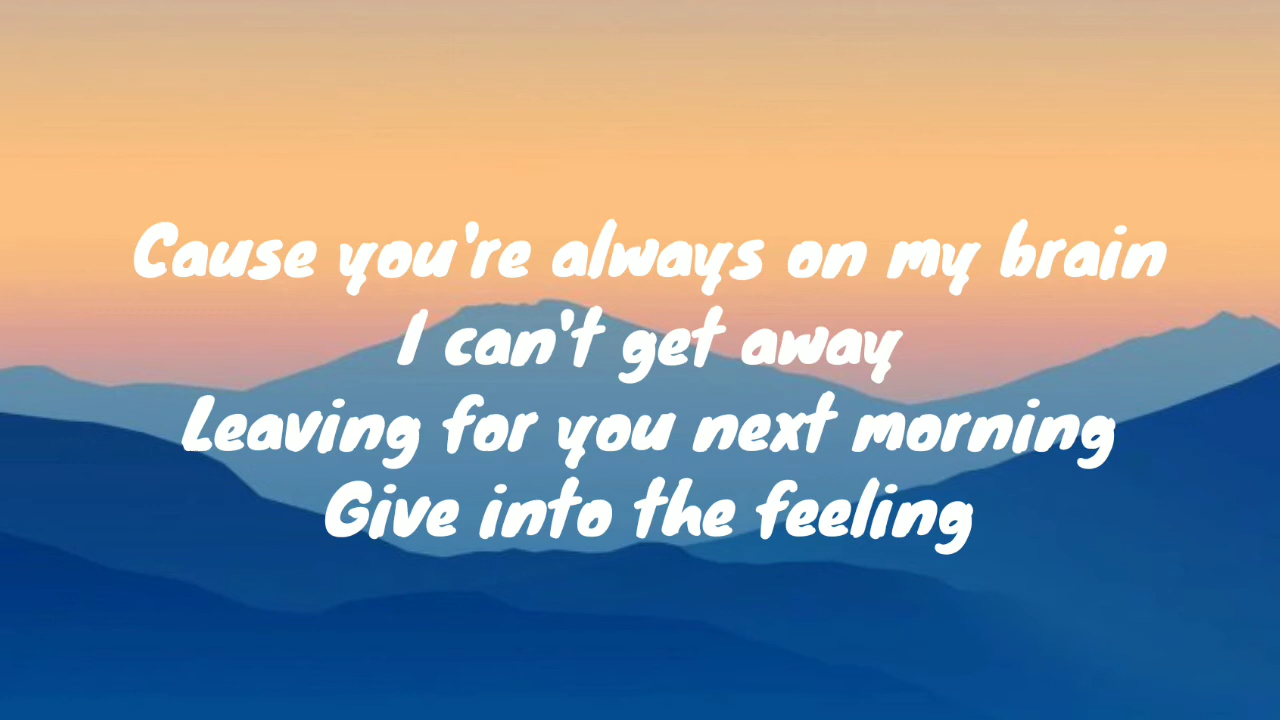 Cause you're always on my brain
I can't get away
Leaving for you next morning
Give into the feeling